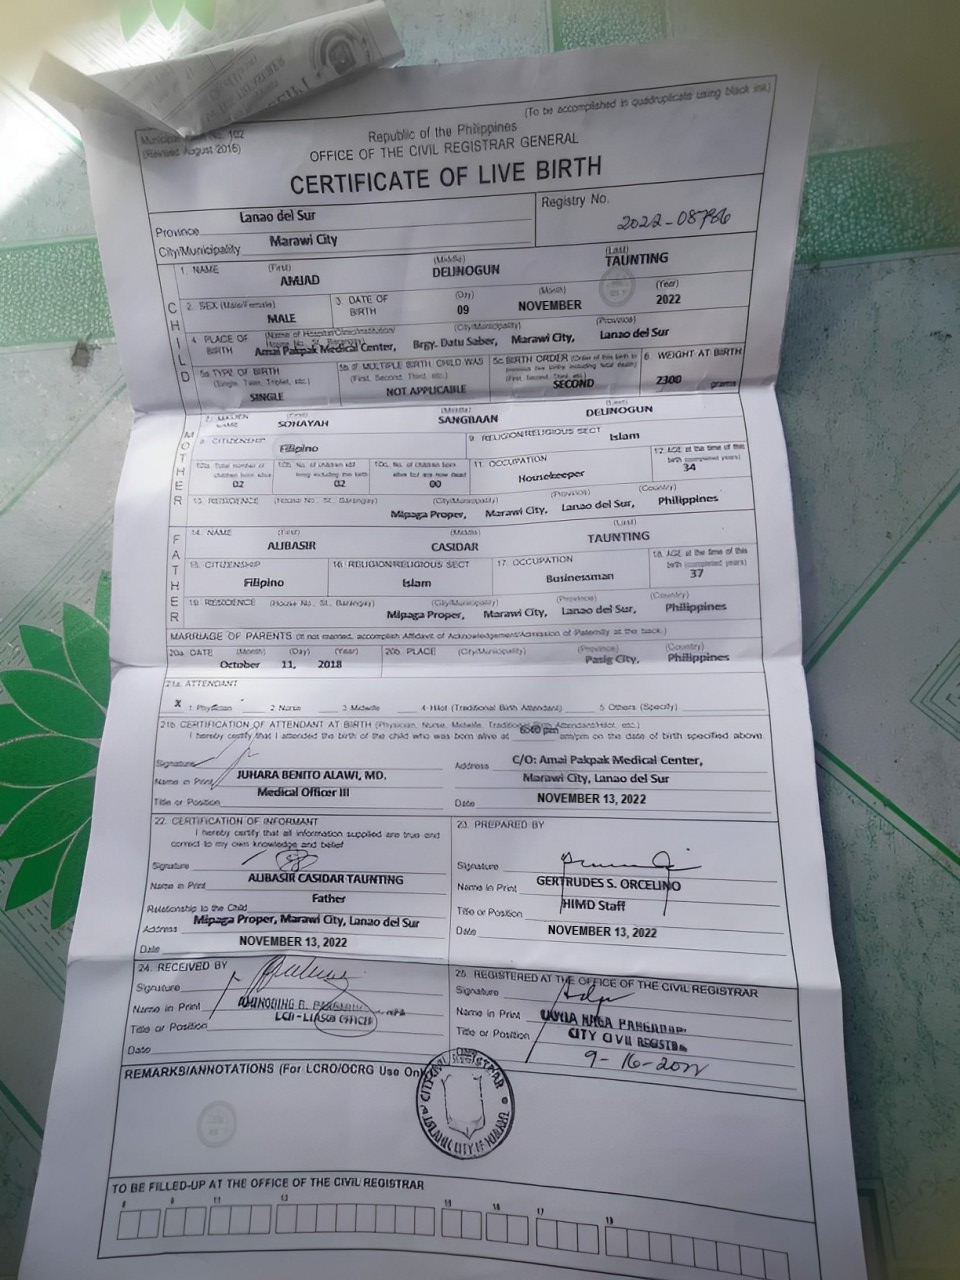 (To be accomplished in quadruplicate using black ink)
Municipal Form No. 102
(Revised August 2016)
Republic of the Philippines
OFFICE OF THE CIVIL REGISTRAR GENERAL
CERTIFICATE OF LIVE BIRTH
Province Lanao del Sur
City/Municipality Marawi City
Registry No.
2022-08786
CHILD
1. NAME (First) (Middle) (Last)
AMJAD DELINOGUN TAUNTING
2. SEX (Male/Female) 3. DATE OF BIRTH (Day) (Month) (Year)
MALE 09 NOVEMBER 2022
4. PLACE OF BIRTH (Name of Hospital/Clinic/Institution/ House No., St., Barangay) (City/Municipality) (Province)
Amai Pakpak Medical Center, Brgy. Datu Saber, Marawi City, Lanao del Sur
5a TYPE OF BIRTH (Single, Twin, Triplet, etc.)
SINGLE
5b IF MULTIPLE BIRTH, CHILD WAS (First, Second, Third, etc.)
NOT APPLICABLE
5c BIRTH ORDER (Order of this birth to previous live births including fetal death) (First, Second, Third, etc.)
SECOND
6. WEIGHT AT BIRTH
2300 grams
MOTHER
7. MAIDEN NAME (First) (Middle) (Last)
SOHAYAH SANGBAAN DELINOGUN
8. CITIZENSHIP Filipino
9. RELIGION/RELIGIOUS SECT Islam
10a. Total number of children born alive 02
10b. No. of children still living including this birth 02
10c. No. of children born alive but are now dead 00
11. OCCUPATION
Housekeeper
12. AGE at the time of this birth (completed years)
34
13. RESIDENCE (House No., St., Barangay) (City/Municipality) (Province) (Country)
Mipaga Proper, Marawi City, Lanao del Sur, Philippines
FATHER
14. NAME (First) (Middle) (Last)
ALIBASIR CASIDAR TAUNTING
15. CITIZENSHIP
Filipino
16. RELIGION/RELIGIOUS SECT
Islam
17. OCCUPATION
Businessman
18. AGE at the time of this birth (completed years)
37
19. RESIDENCE (House No., St., Barangay) (City/Municipality) (Province) (Country)
Mipaga Proper, Marawi City, Lanao del Sur, Philippines
MARRIAGE OF PARENTS (If not married, accomplish Affidavit of Acknowledgement/Admission of Paternity at the back.)
20a. DATE (Month) (Day) (Year) 20b. PLACE (City/Municipality) (Province) (Country)
October 11, 2018 Pasig City, Philippines
21a. ATTENDANT
X 1 Physician 2 Nurse 3 Midwife 4 Hilot (Traditional Birth Attendant) 5 Others (Specify)
21b. CERTIFICATION OF ATTENDANT AT BIRTH (Physician, Nurse, Midwife, Traditional Birth Attendant/Hilot, etc.)
I hereby certify that I attended the birth of the child who was born alive at am/pm on the date of birth specified above.
Signature
Name in Print JUHARA BENITO ALAWI, MD.
Title or Position Medical Officer III
Address C/O: Amai Pakpak Medical Center,
Marawi City, Lanao del Sur
Date NOVEMBER 13, 2022
22. CERTIFICATION OF INFORMANT
I hereby certify that all information supplied are true and
correct to my own knowledge and belief
Signature
Name in Print ALIBASIR CASIDAR TAUNTING
Relationship to the Child Father
Address Mipaga Proper, Marawi City, Lanao del Sur
Date NOVEMBER 13, 2022
23. PREPARED BY
Signature
Name in Print GERTRUDES S. ORCELINO
Title or Position HIMD Staff
Date NOVEMBER 13, 2022
24. RECEIVED BY
Signature
Name in Print
Title or Position LCR - LIASON OFFICER
Date
25. REGISTERED AT THE OFFICE OF THE CIVIL REGISTRAR
Signature
Name in Print
Title or Position CITY CIVIL REGISTRAR
REMARKS/ANNOTATIONS (For LCRO/OCRG Use Only)
CITY CIVIL REGISTRAR
ISLAMIC CITY OF MARAWI
TO BE FILLED-UP AT THE OFFICE OF THE CIVIL REGISTRAR
8 9 11 13 15 16 17 19